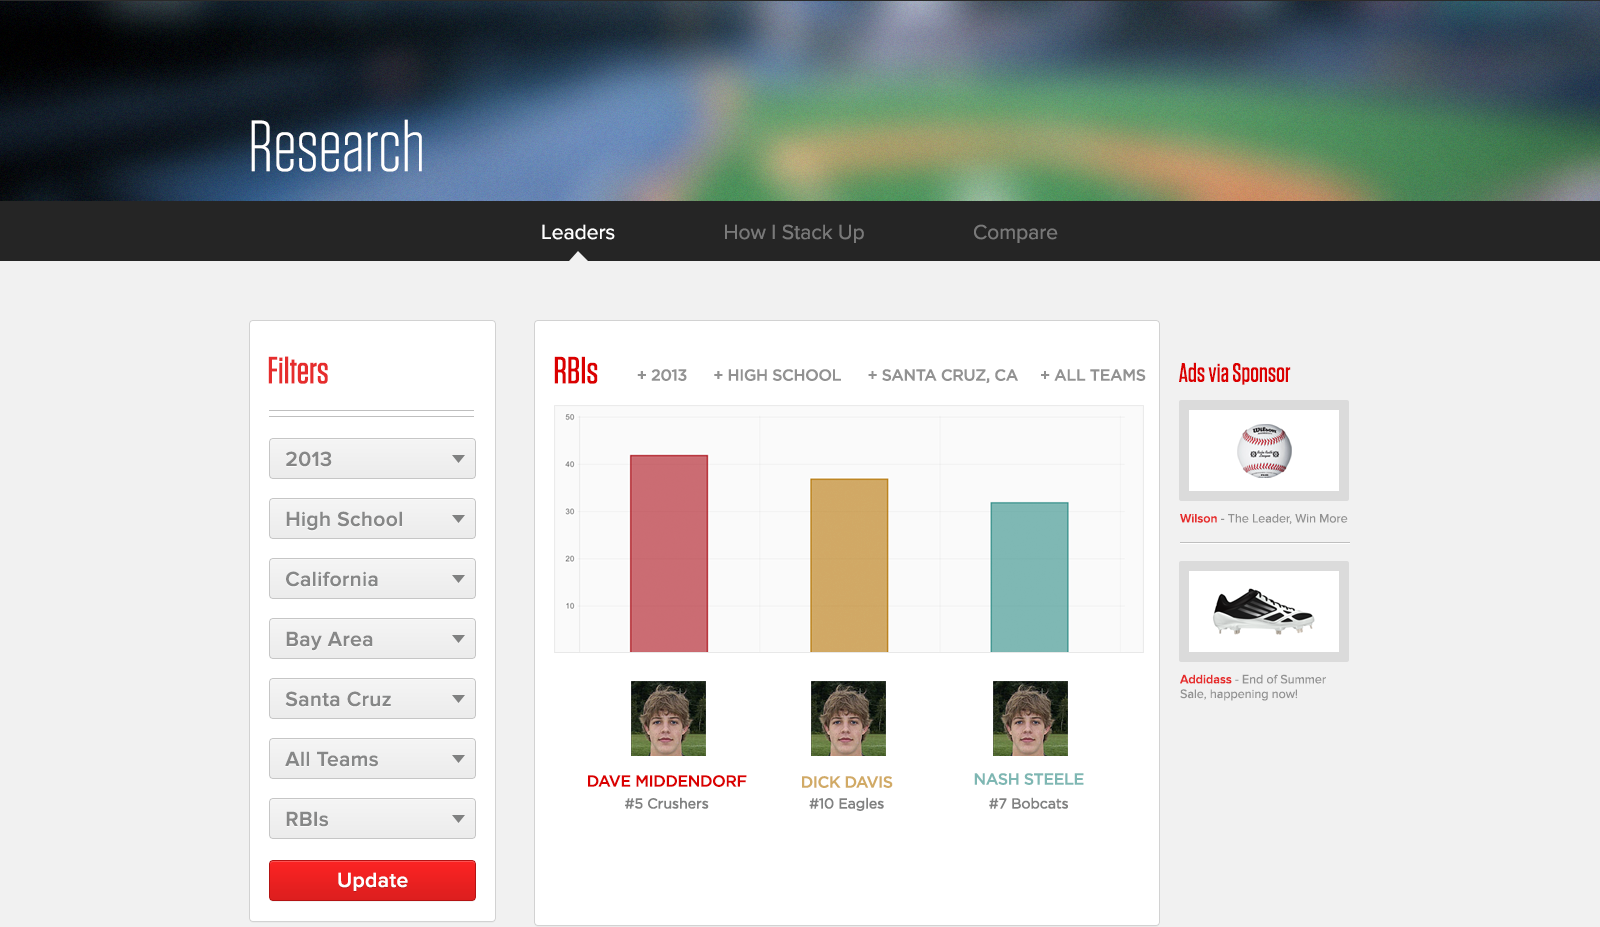 Research
Leaders
How I Stack Up
Compare
Filters
2013
High School
California
Bay Area
Santa Cruz
All Teams
RBIs
Update
RBIs + 2013 + HIGH SCHOOL + SANTA CRUZ, CA + ALL TEAMS
50
40
30
20
10
DAVE MIDDENDORF
#5 Crushers
DICK DAVIS
#10 Eagles
NASH STEELE
#7 Bobcats
Ads via Sponsor
Wilson
Wilson - The Leader, Win More
Addidass - End of Summer
Sale, happening now!